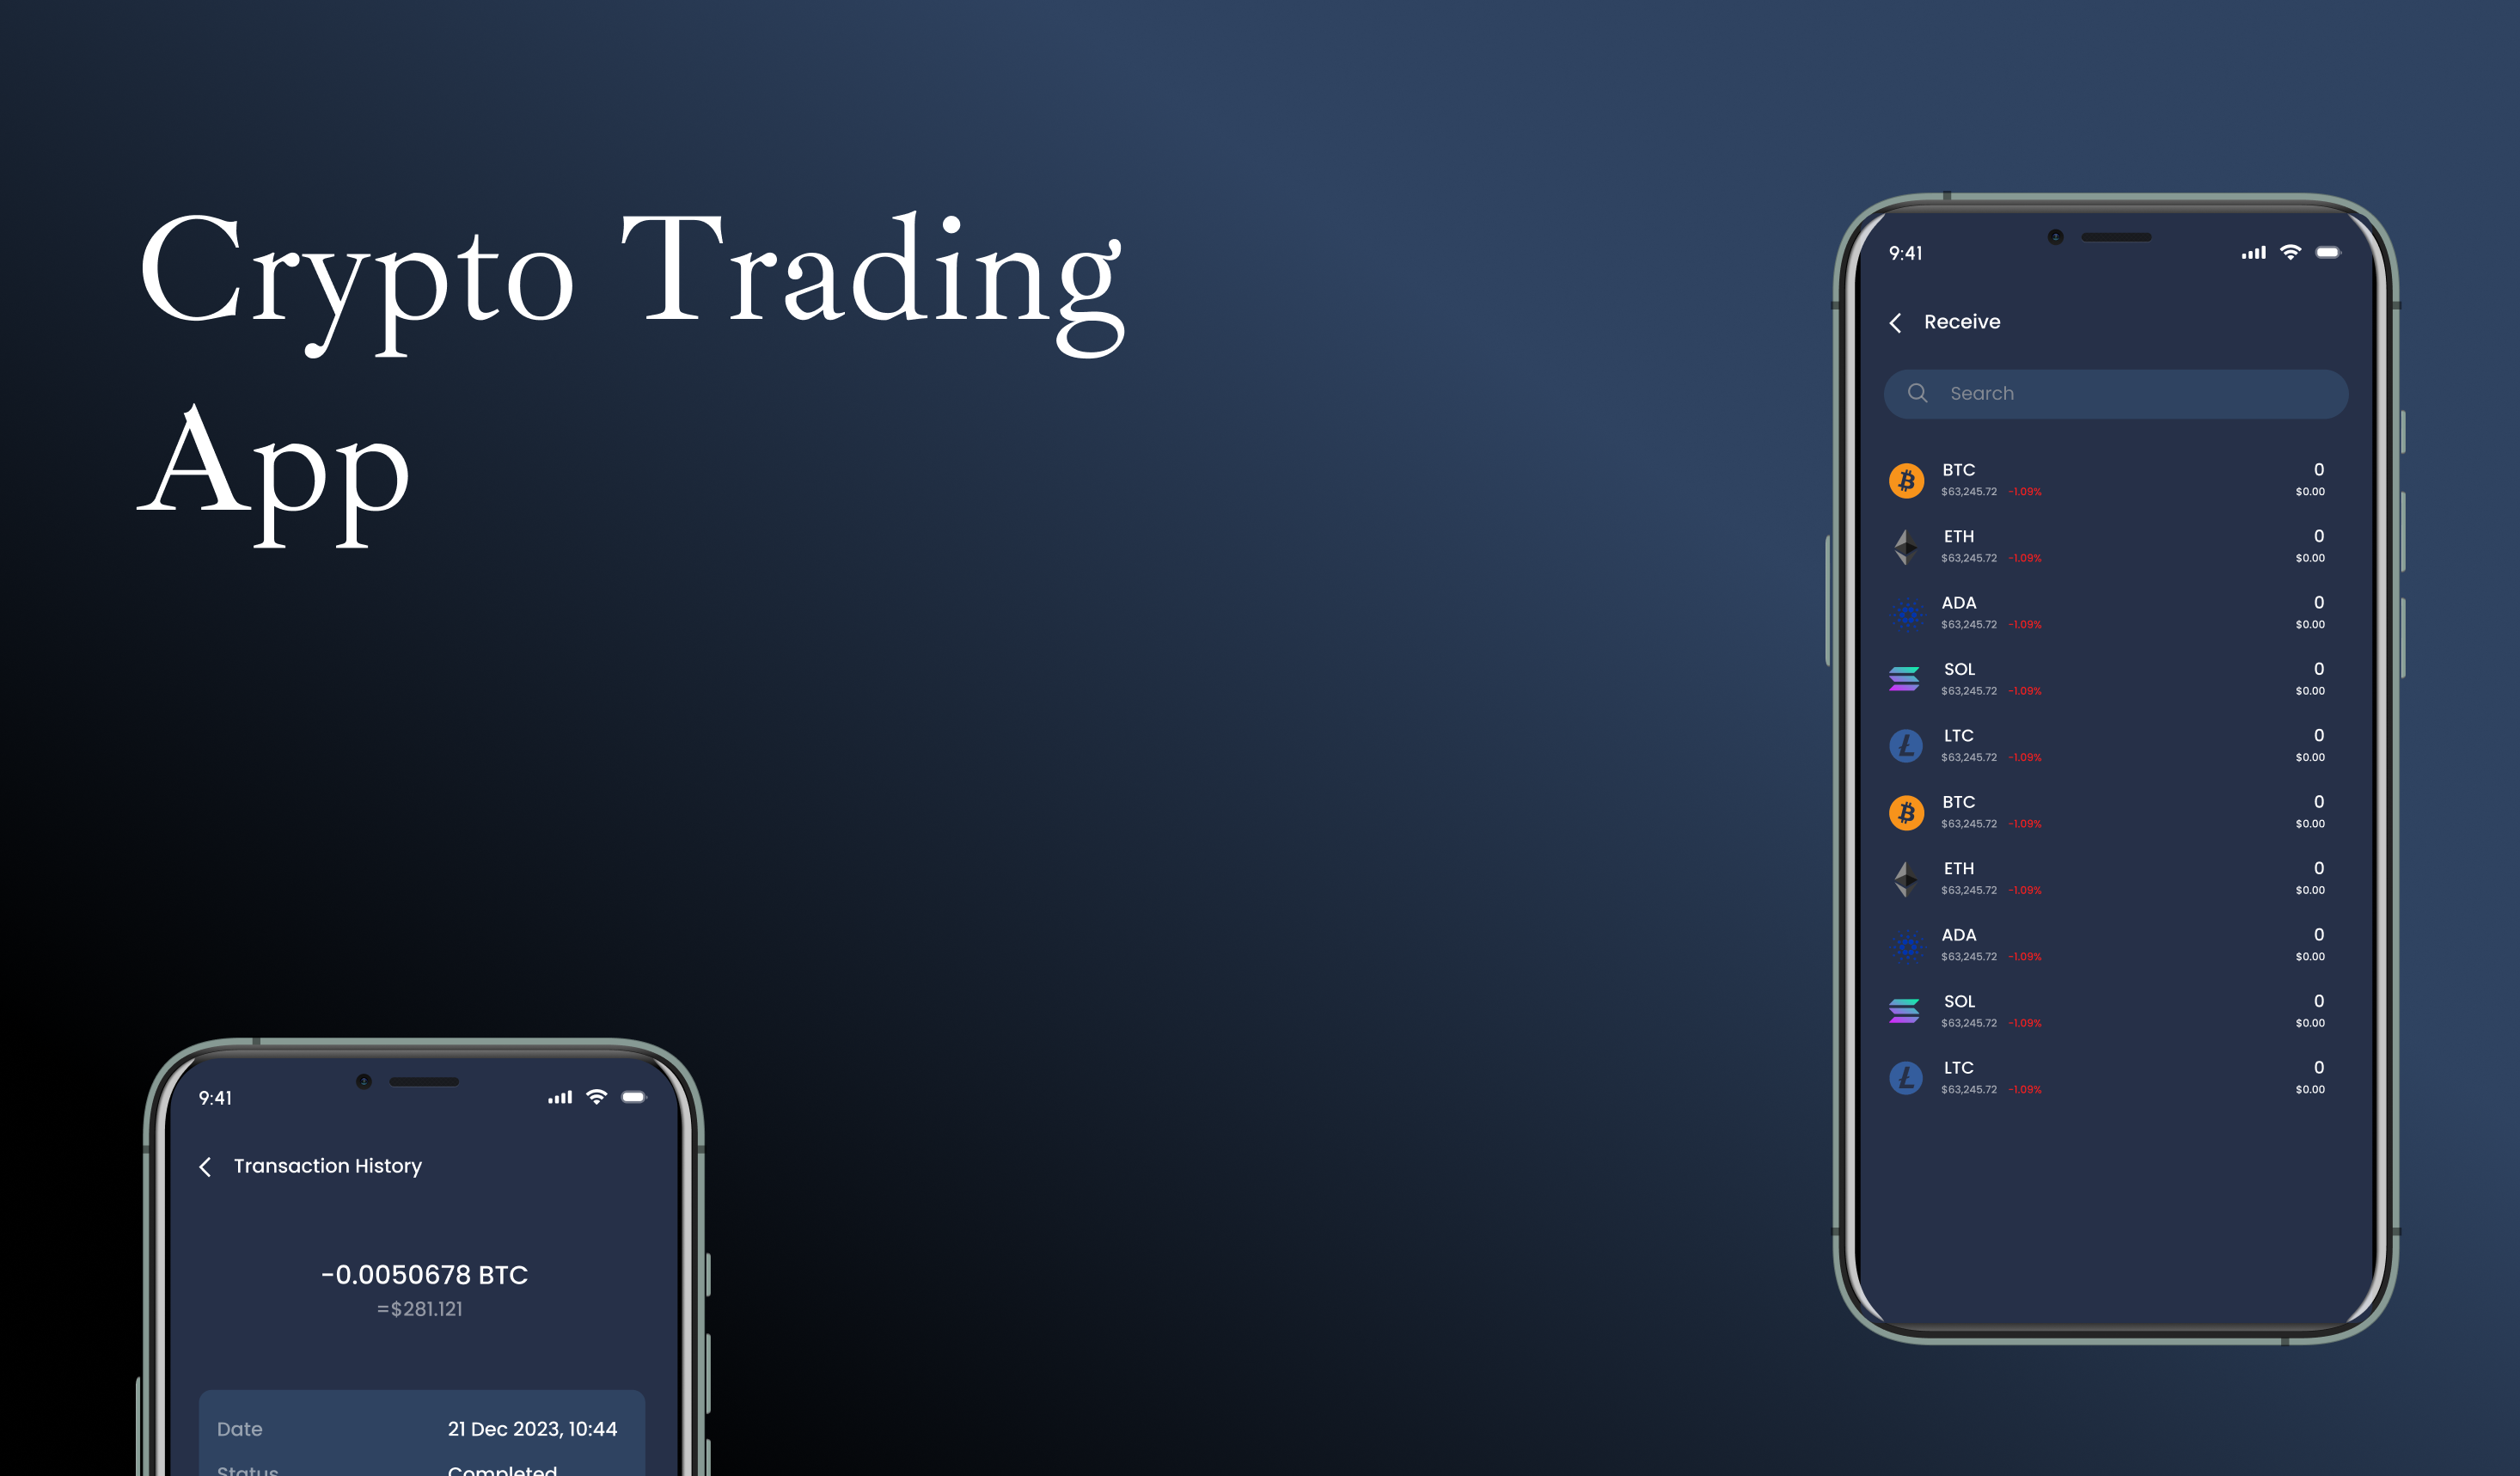 Crypto Trading
App
9:41
Receive
Search
BTC 0
$63,245.72 -1.09% $0.00
ETH 0
$63,245.72 -1.09% $0.00
ADA 0
$63,245.72 -1.09% $0.00
SOL 0
$63,245.72 -1.09% $0.00
LTC 0
$63,245.72 -1.09% $0.00
BTC 0
$63,245.72 -1.09% $0.00
ETH 0
$63,245.72 -1.09% $0.00
ADA 0
$63,245.72 -1.09% $0.00
SOL 0
$63,245.72 -1.09% $0.00
LTC 0
$63,245.72 -1.09% $0.00
9:41
Transaction History
-0.0050678 BTC
=$281.121
Date 21 Dec 2023, 10:44
Status Completed